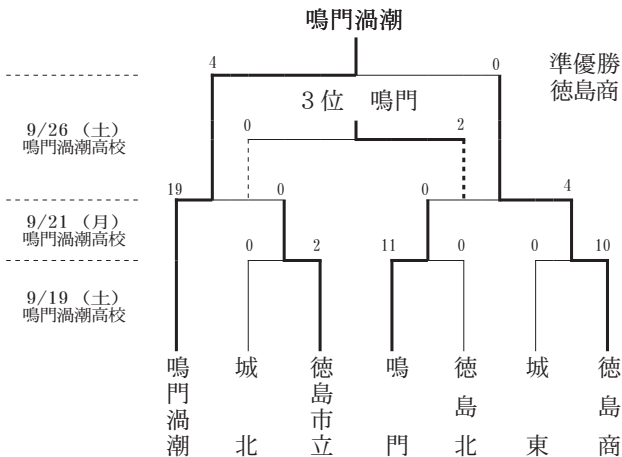 鳴門渦潮
4
0
準優勝
徳島商
3位 鳴門
0
2
9/26(土)
鳴門渦潮高校
19
0
0
4
9/21(月)
鳴門渦潮高校
0
2
11
0
0
10
9/19(土)
鳴門渦潮高校
鳴門渦潮
城北
徳島市立
鳴門
徳島北
城東
徳島商